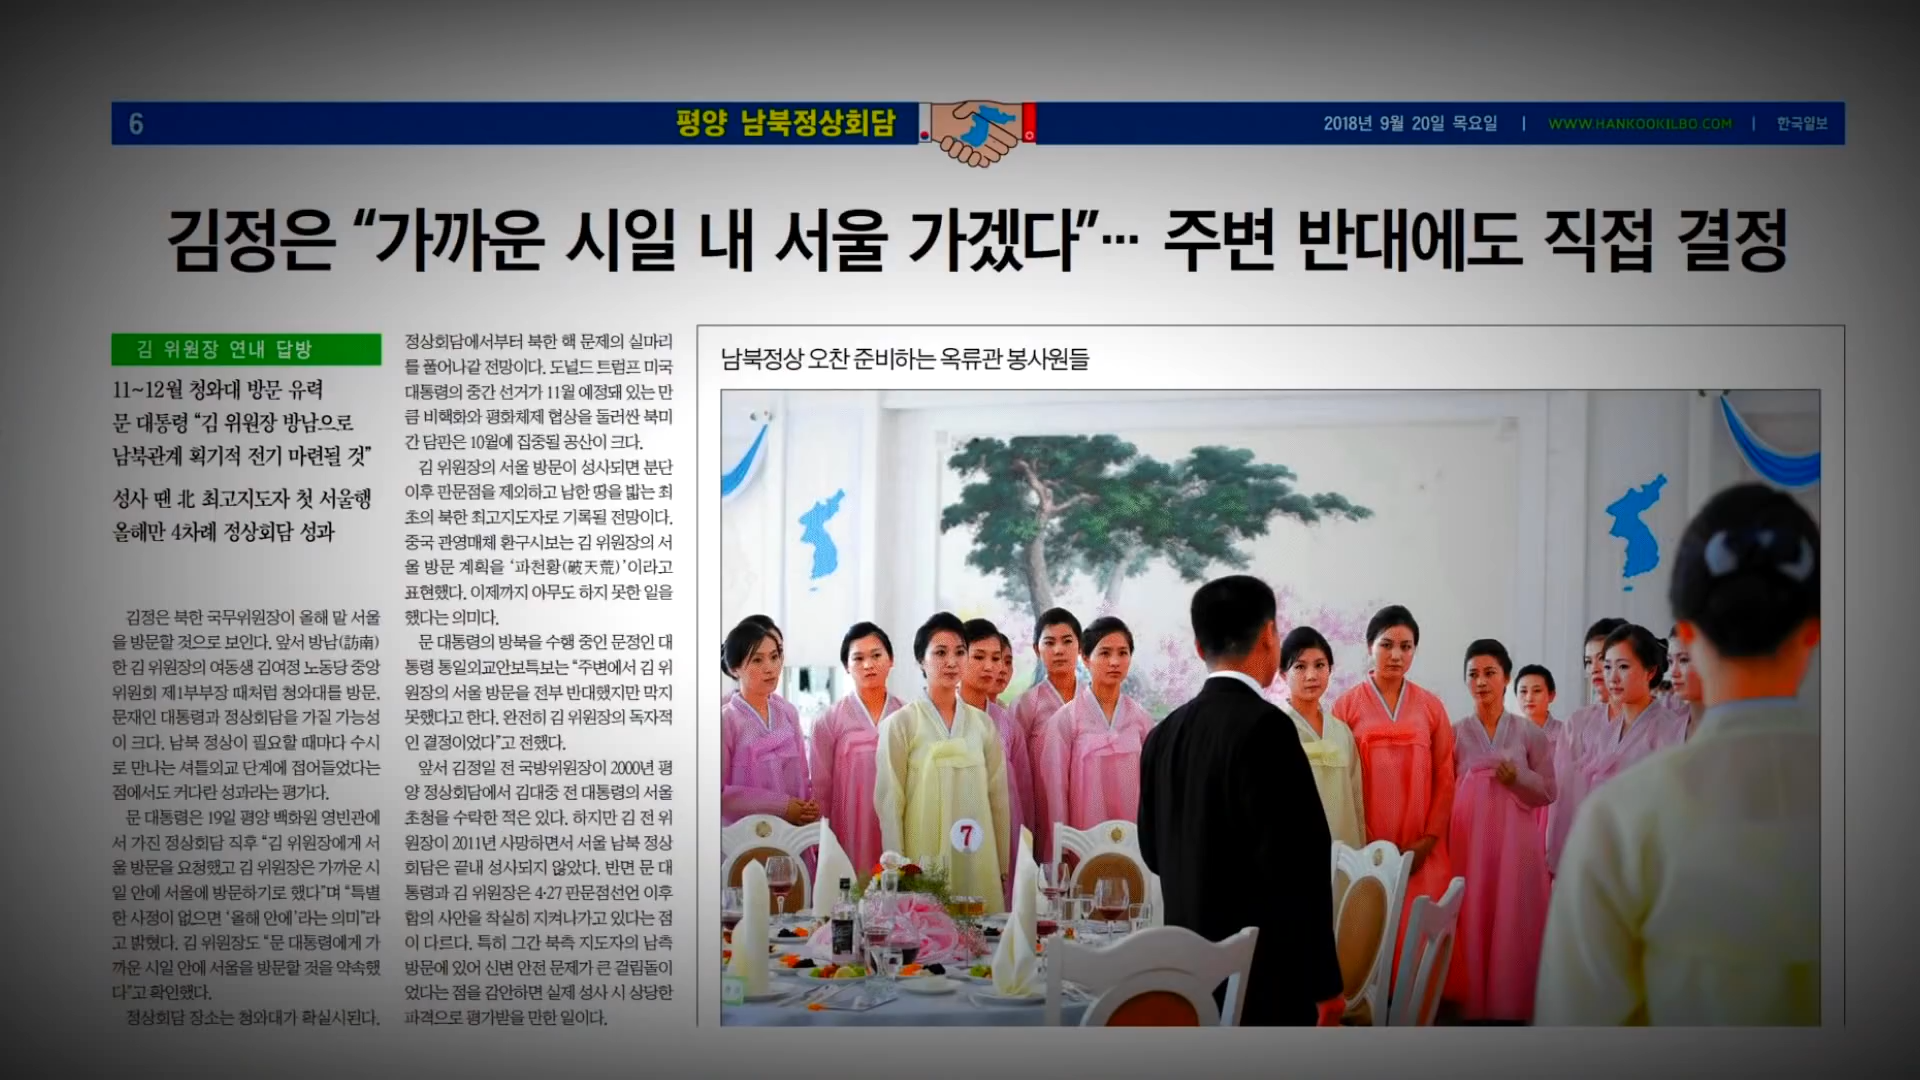 6
평양 남북정상회담
2018년 9월 20일 목요일 | WWW.HANKOOKILBO.COM | 한국일보
김정은 “가까운 시일 내 서울 가겠다”… 주변 반대에도 직접 결정
김 위원장 연내 답방
11~12월 청와대 방문 유력
문 대통령 “김 위원장 방남으로
남북관계 획기적 전기 마련될 것”
성사 땐 北 최고지도자 첫 서울행
올해만 4차례 정상회담 성과
김정은 북한 국무위원장이 올해 말 서울
을 방문할 것으로 보인다. 앞서 방남(訪南)
한 김 위원장의 여동생 김여정 노동당 중앙
위원회 제1부부장 때처럼 청와대를 방문,
문재인 대통령과 정상회담을 가질 가능성
이 크다. 남북 정상이 필요할 때마다 수시
로 만나는 셔틀외교 단계에 접어들었다는
점에서도 커다란 성과라는 평가다.
문 대통령은 19일 평양 백화원 영빈관에
서 가진 정상회담 직후 “김 위원장에게 서
울 방문을 요청했고 김 위원장은 가까운 시
일 안에 서울에 방문하기로 했다”며 “특별
한 사정이 없으면 ‘올해 안에’라는 의미”라
고 밝혔다. 김 위원장도 “문 대통령에게 가
까운 시일 안에 서울을 방문할 것을 약속했
다”고 확인했다.
정상회담 장소는 청와대가 확실시된다.
정상회담에서부터 북한 핵 문제의 실마리
를 풀어나갈 전망이다. 도널드 트럼프 미국
대통령의 중간 선거가 11월 예정돼 있는 만
큼 비핵화와 평화체제 협상을 둘러싼 북미
간 담판은 10월에 집중될 공산이 크다.
김 위원장의 서울 방문이 성사되면 분단
이후 판문점을 제외하고 남한 땅을 밟는 최
초의 북한 최고지도자로 기록될 전망이다.
중국 관영매체 환구시보는 김 위원장의 서
울 방문 계획을 ‘파천황(破天荒)’이라고
표현했다. 이제까지 아무도 하지 못한 일을
했다는 의미다.
문 대통령의 방북을 수행 중인 문정인 대
통령 통일외교안보특보는 “주변에서 김 위
원장의 서울 방문을 전부 반대했지만 막지
못했다고 한다. 완전히 김 위원장의 독자적
인 결정이었다”고 전했다.
앞서 김정일 전 국방위원장이 2000년 평
양 정상회담에서 김대중 전 대통령의 서울
초청을 수락한 적은 있다. 하지만 김 전 위
원장이 2011년 사망하면서 서울 남북 정상
회담은 끝내 성사되지 않았다. 반면 문 대
통령과 김 위원장은 4·27 판문점선언 이후
합의 사안을 착실히 지켜나가고 있다는 점
이 다르다. 특히 그간 북측 지도자의 남측
방문에 있어 신변 안전 문제가 큰 걸림돌이
었다는 점을 감안하면 실제 성사 시 상당한
파격으로 평가받을 만한 일이다.
남북정상 오찬 준비하는 옥류관 봉사원들
7